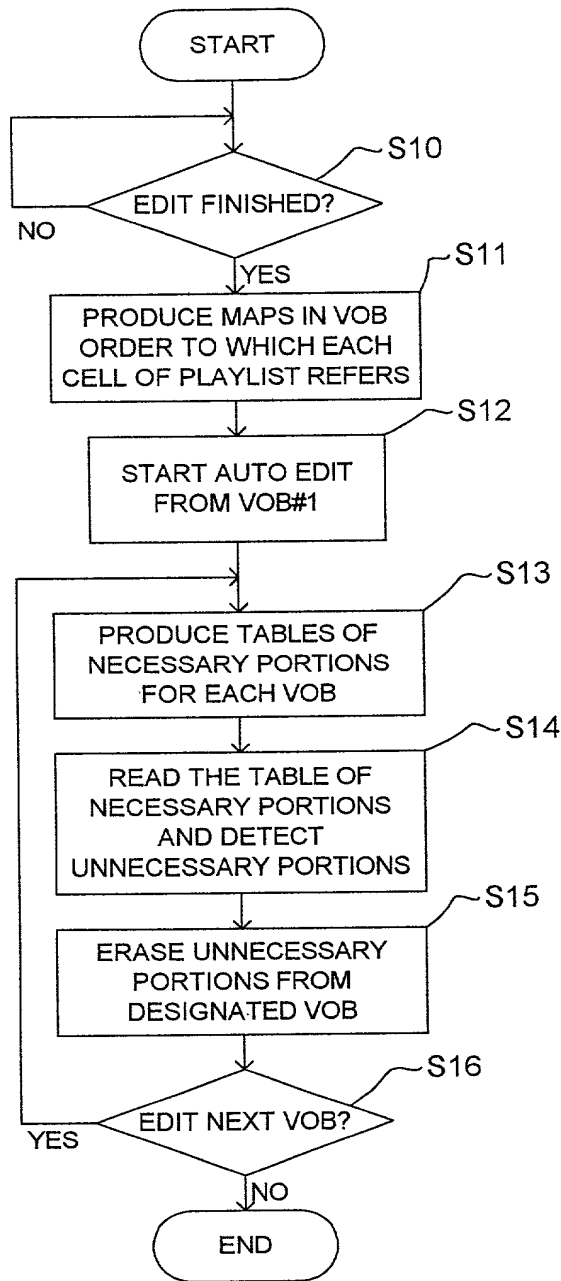 START
S10
EDIT FINISHED?
NO
YES
S11
PRODUCE MAPS IN VOB
ORDER TO WHICH EACH
CELL OF PLAYLIST REFERS
S12
START AUTO EDIT
FROM VOB#1
S13
PRODUCE TABLES OF
NECESSARY PORTIONS
FOR EACH VOB
S14
READ THE TABLE OF
NECESSARY PORTIONS
AND DETECT
UNNECESSARY PORTIONS
S15
ERASE UNNECESSARY
PORTIONS FROM
DESIGNATED VOB
S16
EDIT NEXT VOB?
YES
NO
END